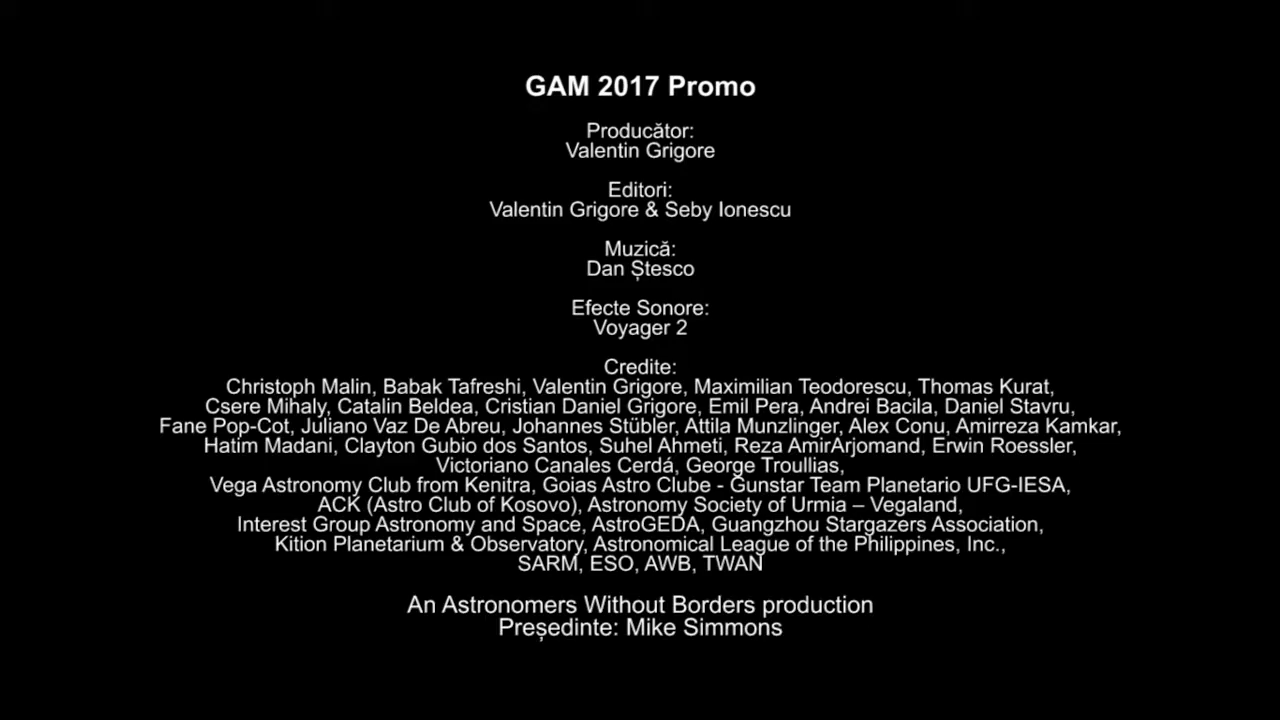 GAM 2017 Promo
Producător:
Valentin Grigore
Editori:
Valentin Grigore & Seby Ionescu
Muzică:
Dan Ștesco
Efecte Sonore:
Voyager 2
Credite:
Christoph Malin, Babak Tafreshi, Valentin Grigore, Maximilian Teodorescu, Thomas Kurat,
Csere Mihaly, Catalin Beldea, Cristian Daniel Grigore, Emil Pera, Andrei Bacila, Daniel Stavru,
Fane Pop-Cot, Juliano Vaz De Abreu, Johannes Stübler, Attila Munzlinger, Alex Conu, Amirreza Kamkar,
Hatim Madani, Clayton Gubio dos Santos, Suhel Ahmeti, Reza AmirArjomand, Erwin Roessler,
Victoriano Canales Cerdá, George Troullias,
Vega Astronomy Club from Kenitra, Goias Astro Clube - Gunstar Team Planetario UFG-IESA,
ACK (Astro Club of Kosovo), Astronomy Society of Urmia – Vegaland,
Interest Group Astronomy and Space, AstroGEDA, Guangzhou Stargazers Association,
Kition Planetarium & Observatory, Astronomical League of the Philippines, Inc.,
SARM, ESO, AWB, TWAN
An Astronomers Without Borders production
Președinte: Mike Simmons